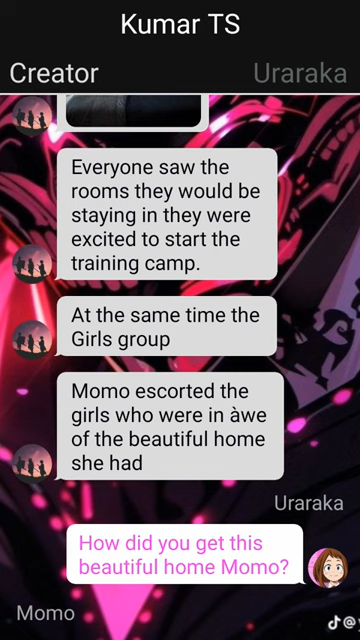 Kumar TS
Creator
Uraraka
Everyone saw the
rooms they would be
staying in they were
excited to start the
training camp.
At the same time the
Girls group
Momo escorted the
girls who were in àwe
of the beautiful home
she had
Uraraka
How did you get this
beautiful home Momo?
Momo
@